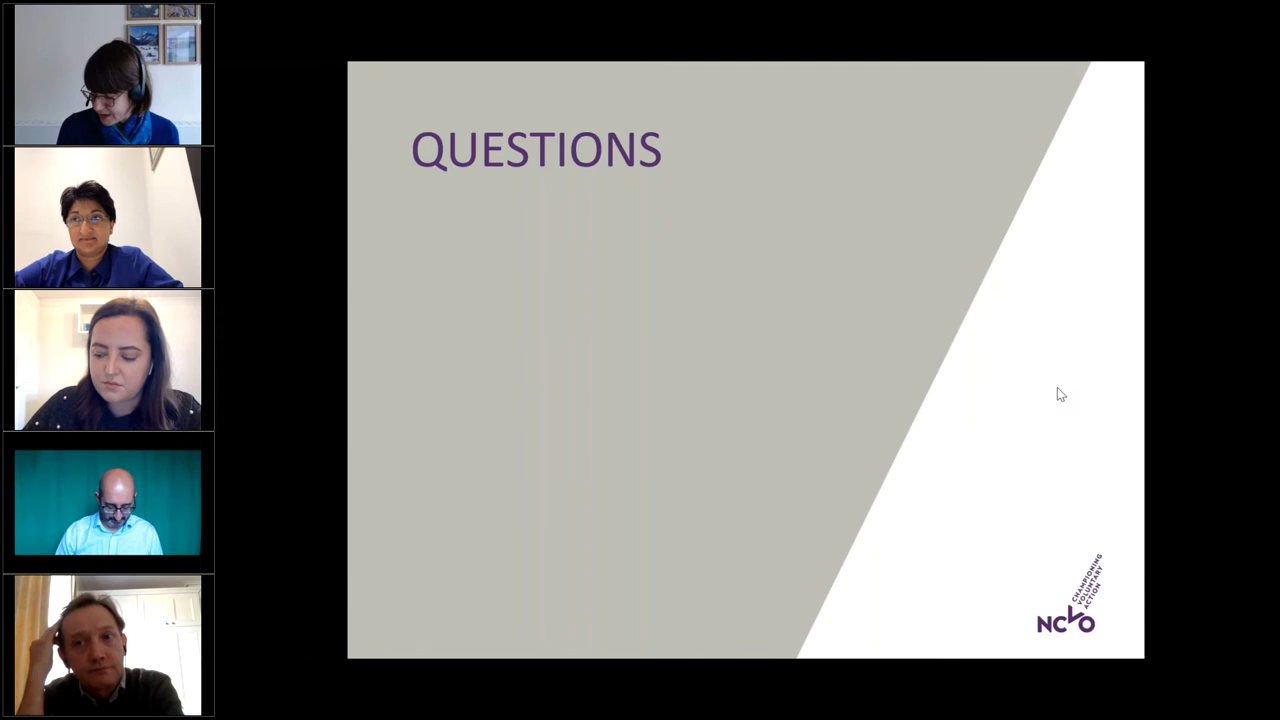 QUESTIONS
CHAMPIONING
VOLUNTARY
ACTION
NCVO